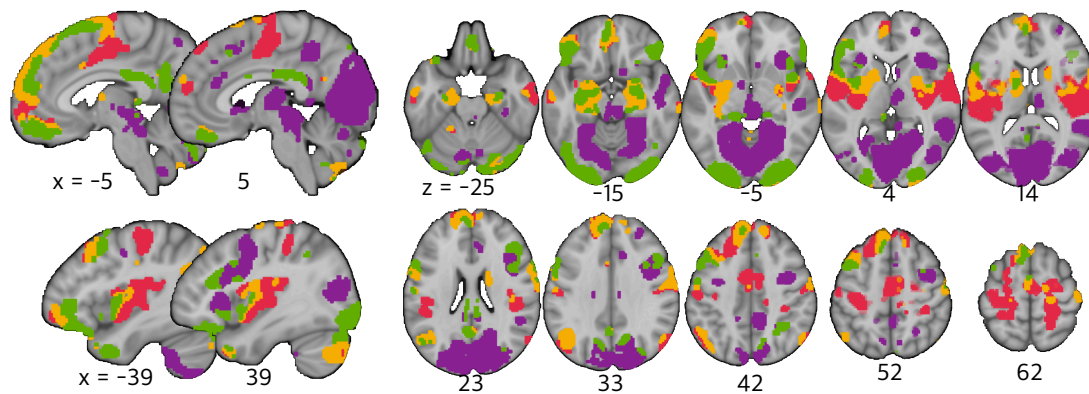 x = -5 5 z = -25 -15 -5 4 14
x = -39 39 23 33 42 52 62